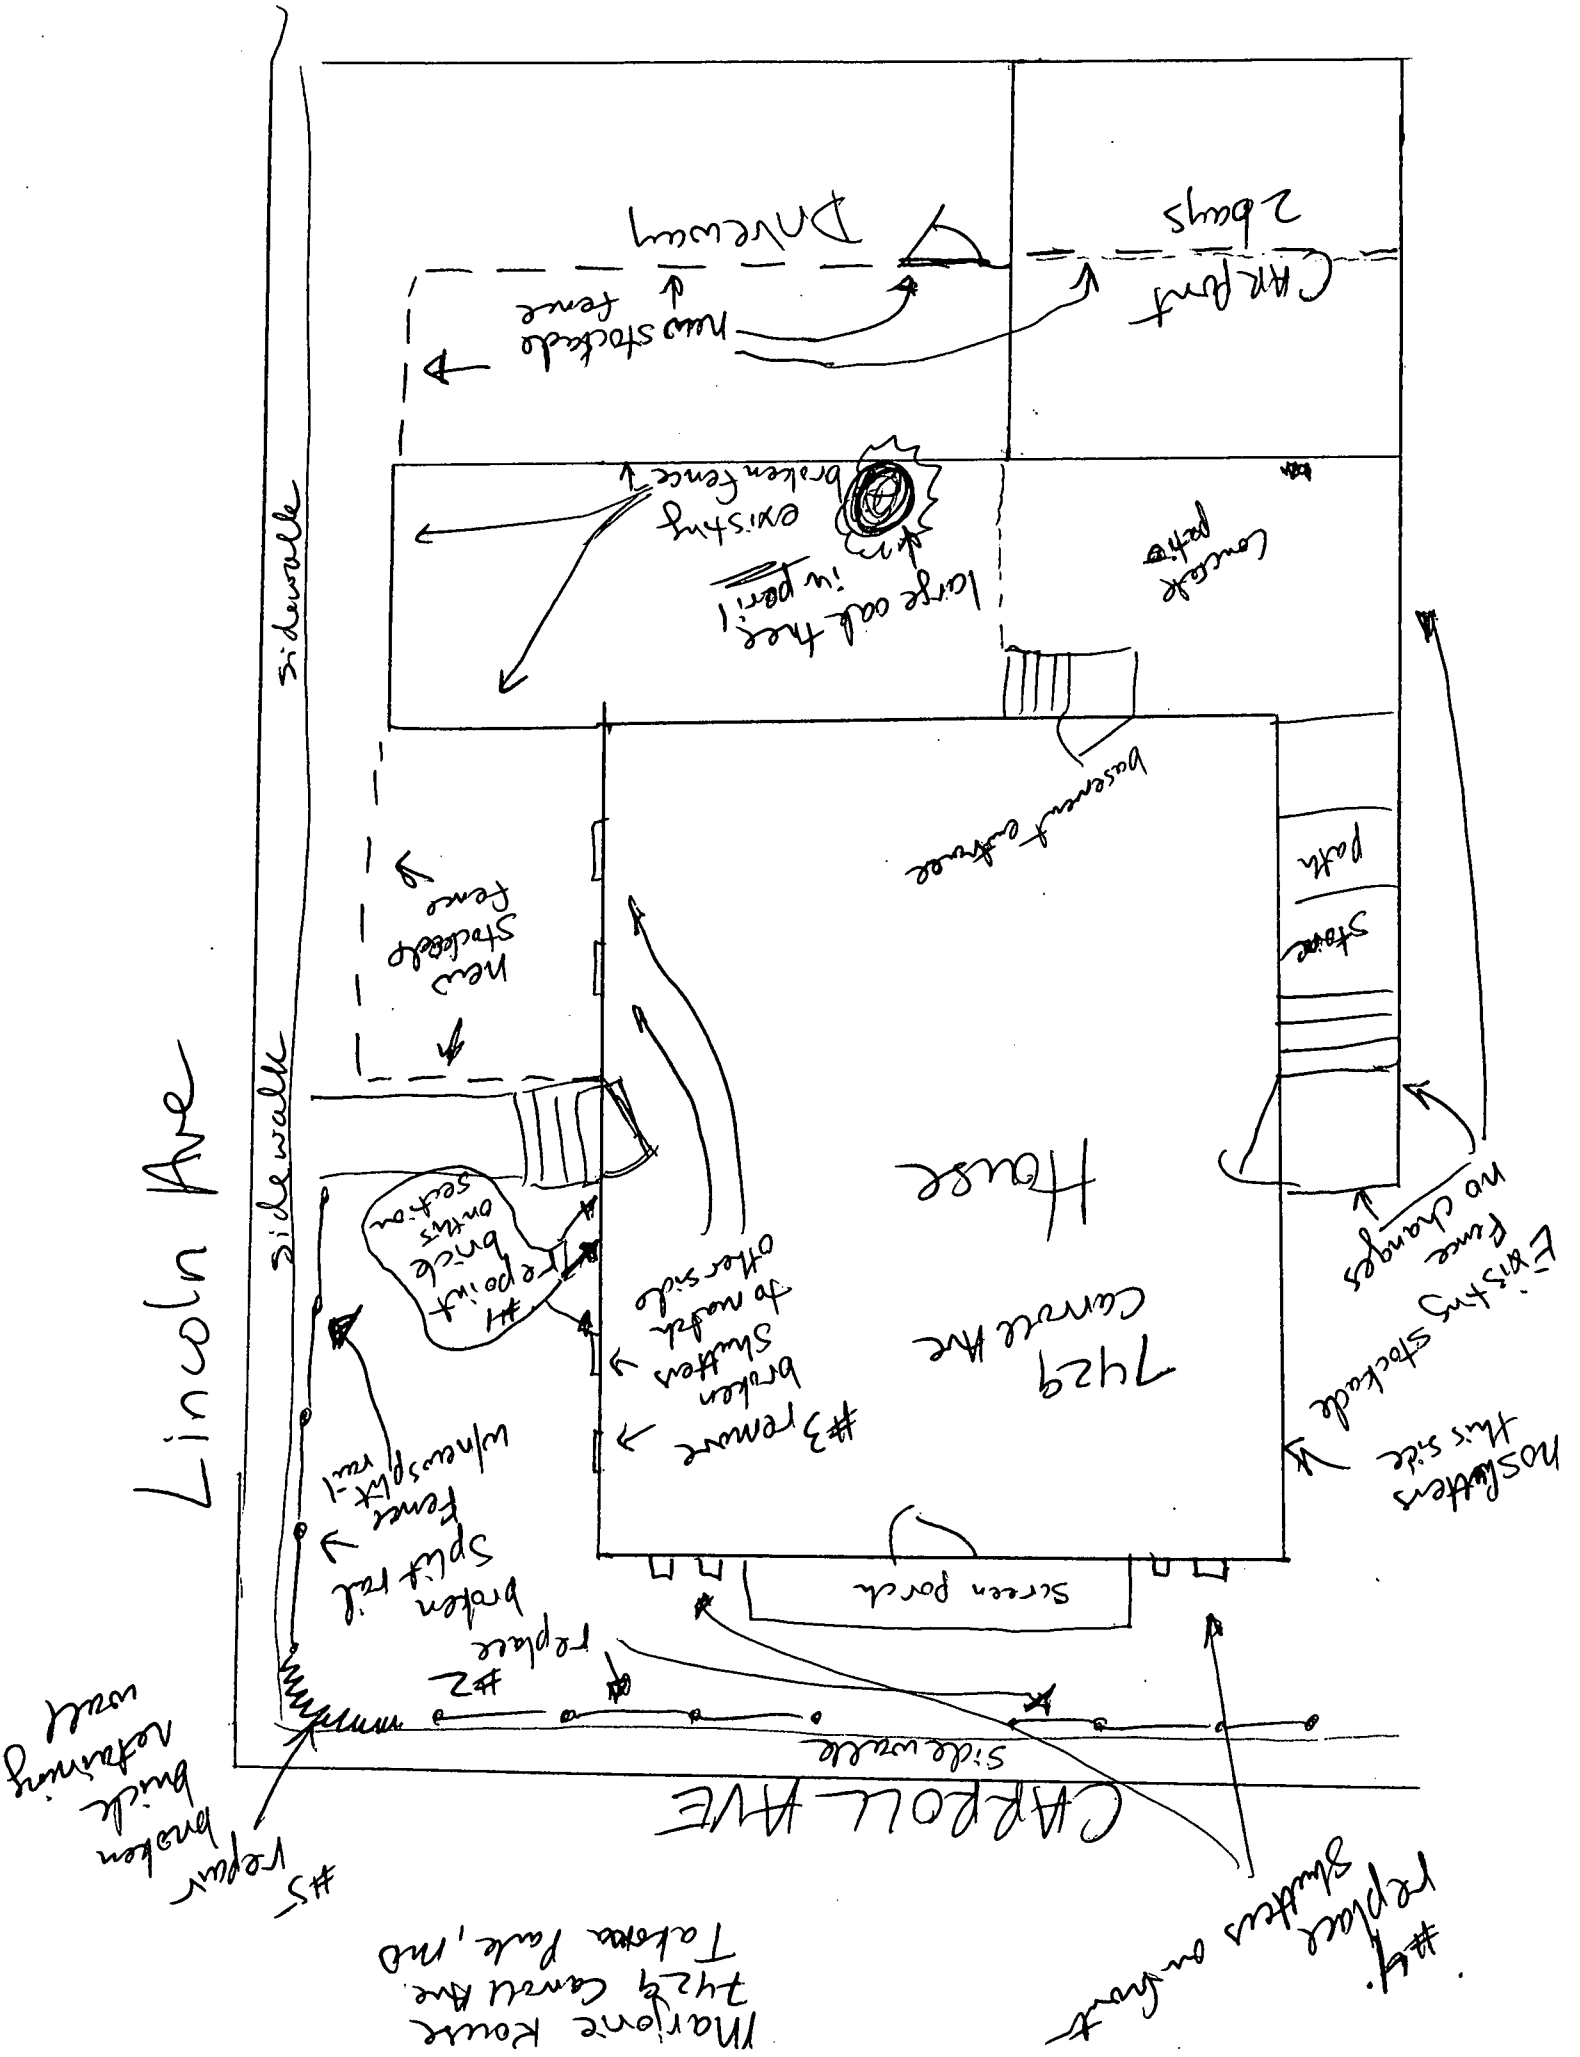 Marjorie Rouse
7429 Carroll Ave.
Takoma Park, MD
#4
replace
shutters on front
#5
repair
broken
brick
retaining
wall
CARROLL AVE
Sidewalk
#2
replace
broken
split rail
Fence
w/new split
rail
screen porch
no shutters
this side
Existing stockade
fence
no changes
7429
Carroll Ave
House
#3 remove
broken
shutters
to match
other side
#1
repoint
brick
on this
section
Lincoln Ave
sidewalk
sidewalk
new
stockade
fence
stone
path
basement entrance
large oak tree,
in peril
existing
broken fence
concrete
patio
new stockade
fence
Driveway
CAR port
2 bays